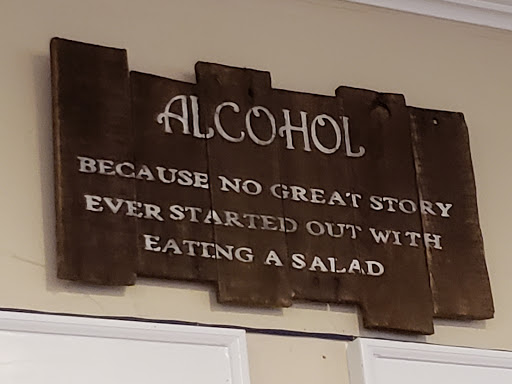 ALCOHOL
BECAUSE NO GREAT STORY
EVER STARTED OUT WITH
EATING A SALAD